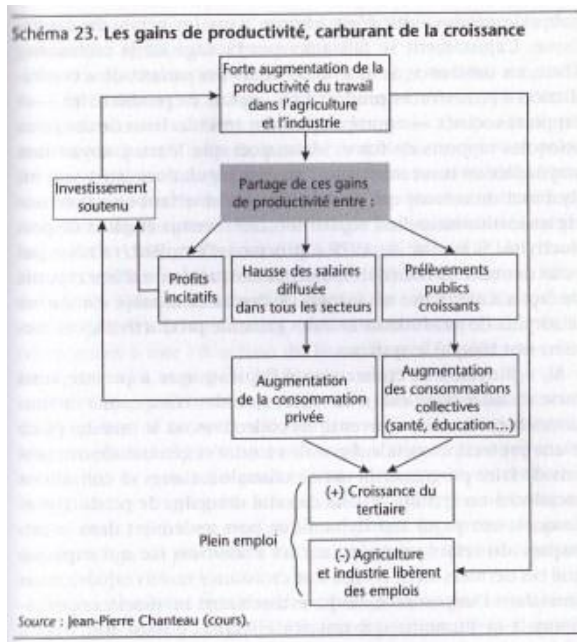 Schéma 23. Les gains de productivité, carburant de la croissance
Forte augmentation de la
productivité du travail
dans l'agriculture
et l'industrie
Investissement
soutenu
Partage de ces gains
de productivité entre :
Profits
incitatifs
Hausse des salaires
diffusée
dans tous les secteurs
Prélèvements
publics
croissants
Augmentation
de la consommation
privée
Augmentation
des consommations
collectives
(santé, éducation...)
(+) Croissance du
tertiaire
Plein emploi
(-) Agriculture
et industrie libèrent
des emplois
Source : Jean-Pierre Chanteau (cours).